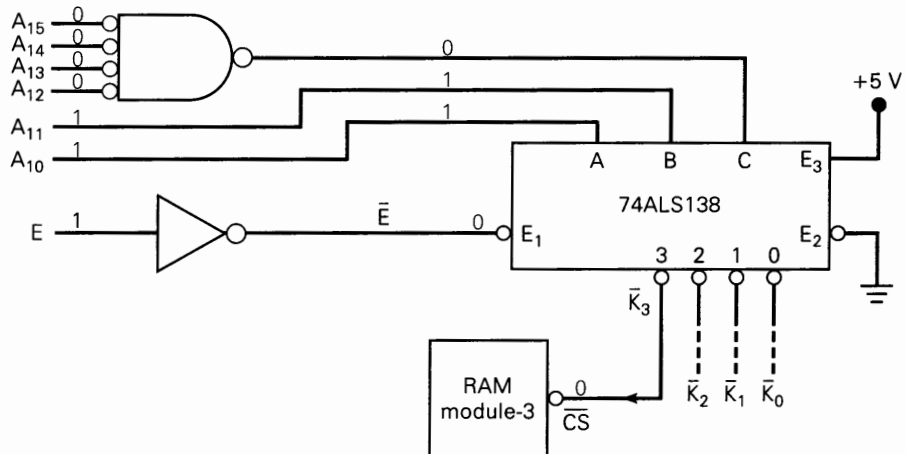 A₁₅ 0
A₁₄ 0
A₁₃ 0
A₁₂ 0
0
A₁₁ 1 1
A₁₀ 1 1
+5 V
A B C E₃
74ALS138
E 1 Ē 0 E₁ E₂
3 2 1 0
K̄₃
K̄₂ K̄₁ K̄₀
RAM
module-3
0
C̅S̅